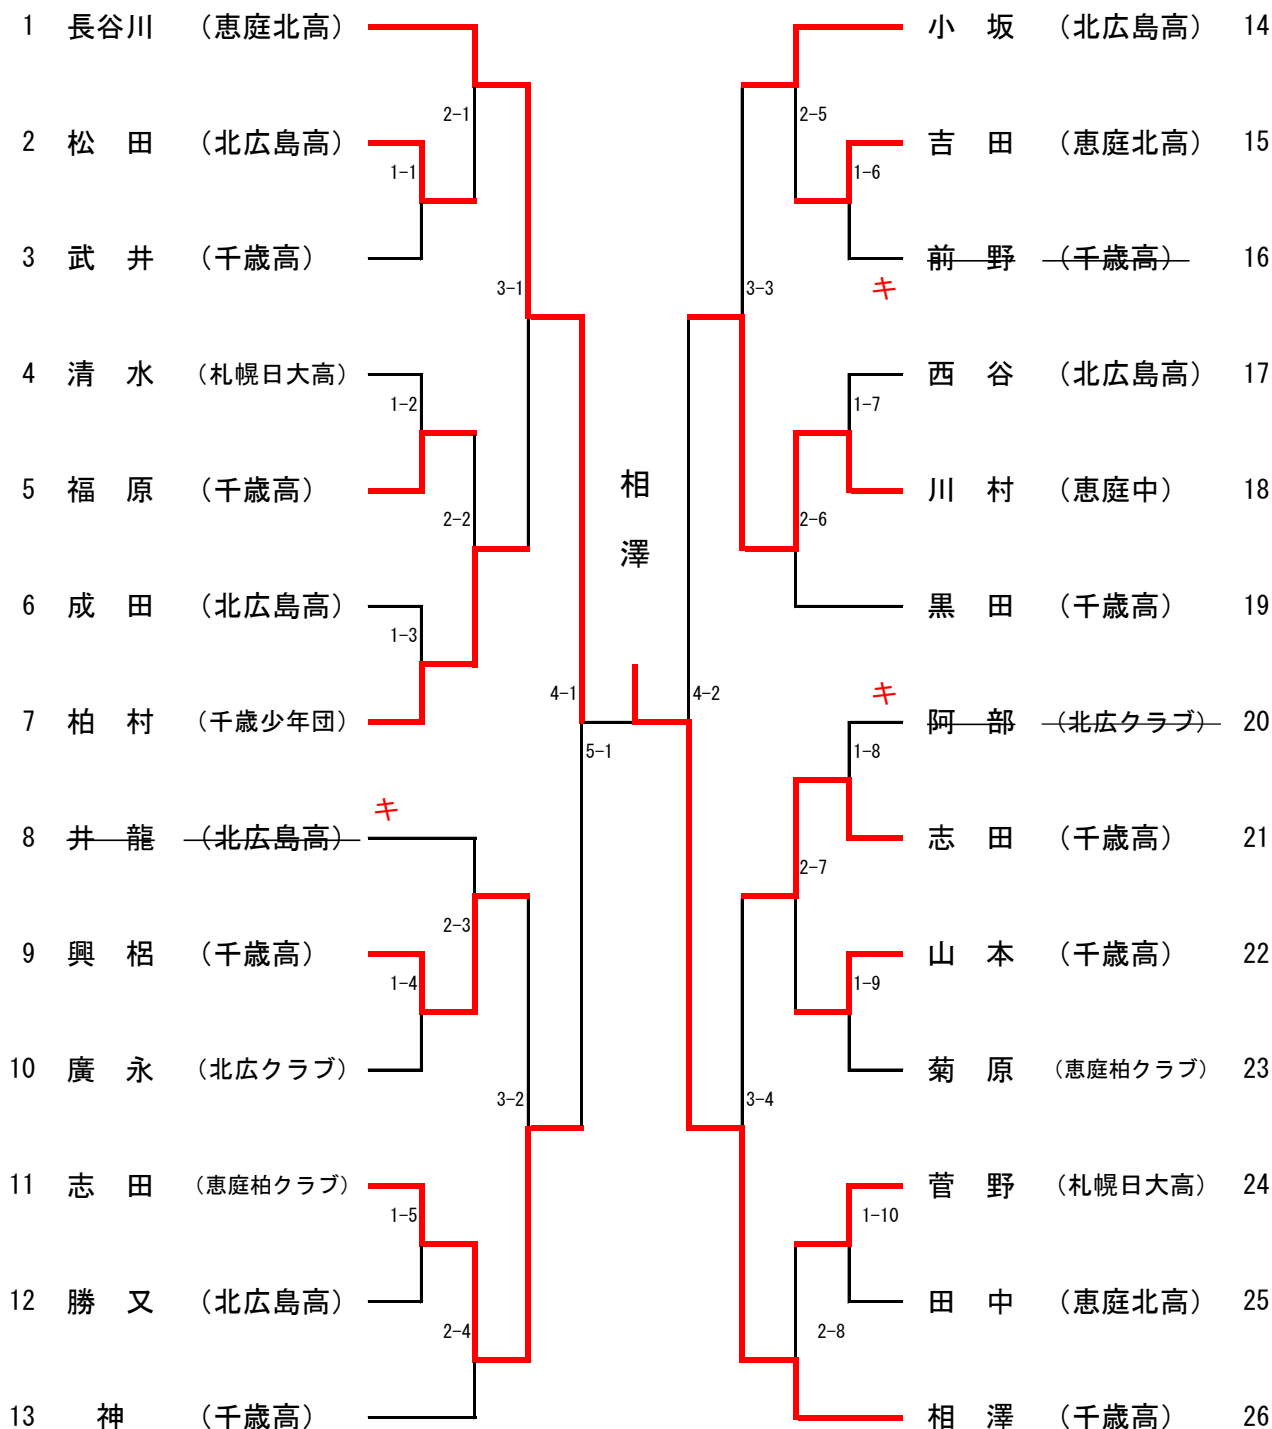 1 長谷川 (恵庭北高)
2 松 田 (北広島高)
3 武 井 (千歳高)
4 清 水 (札幌日大高)
5 福 原 (千歳高)
6 成 田 (北広島高)
7 柏 村 (千歳少年団)
キ
8 井 龍 (北広島高)
9 興 梠 (千歳高)
10 廣 永 (北広クラブ)
11 志 田 (恵庭柏クラブ)
12 勝 又 (北広島高)
13 神 (千歳高)
1-1
1-2
1-3
1-4
1-5
2-1
2-2
2-3
2-4
3-1
3-2
4-1
5-1
相
澤
4-2
3-3
3-4
2-5
2-6
2-7
2-8
1-6
1-7
1-8
1-9
1-10
小 坂 (北広島高) 14
吉 田 (恵庭北高) 15
前 野 (千歳高) 16
キ
西 谷 (北広島高) 17
川 村 (恵庭中) 18
黒 田 (千歳高) 19
キ
阿 部 (北広クラブ) 20
志 田 (千歳高) 21
山 本 (千歳高) 22
菊 原 (恵庭柏クラブ) 23
菅 野 (札幌日大高) 24
田 中 (恵庭北高) 25
相 澤 (千歳高) 26